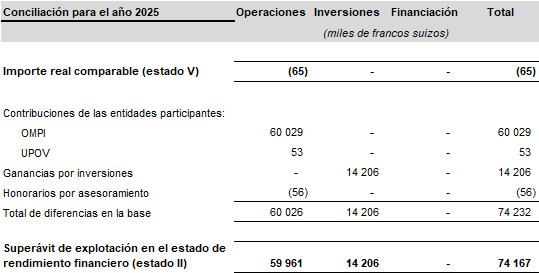 Conciliación para el año 2025 Operaciones Inversiones Financiación Total
(miles de francos suizos)
Importe real comparable (estado V) (65) - - (65)
Contribuciones de las entidades participantes:
OMPI 60 029 - - 60 029
UPOV 53 - - 53
Ganancias por inversiones - 14 206 - 14 206
Honorarios por asesoramiento (56) - - (56)
Total de diferencias en la base 60 026 14 206 - 74 232
Superávit de explotación en el estado de
rendimiento financiero (estado II) 59 961 14 206 - 74 167